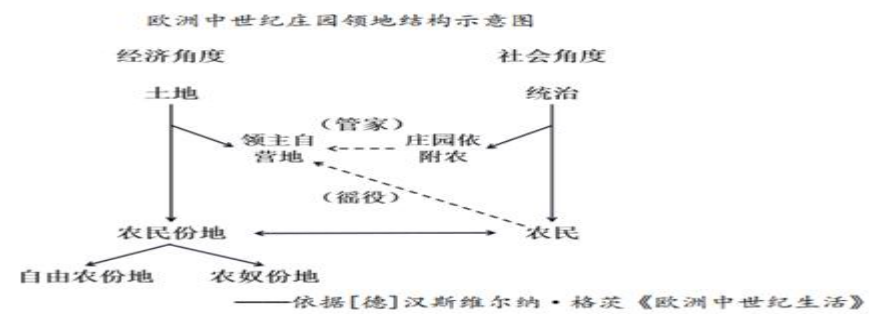 欧洲中世纪庄园领地结构示意图
经济角度 社会角度
土地 统治
(管家)
领主自 庄园依
营地 附农
(徭役)
农民份地 农民
自由农份地 农奴份地
——依据[德]汉斯维尔纳·格茨《欧洲中世纪生活》